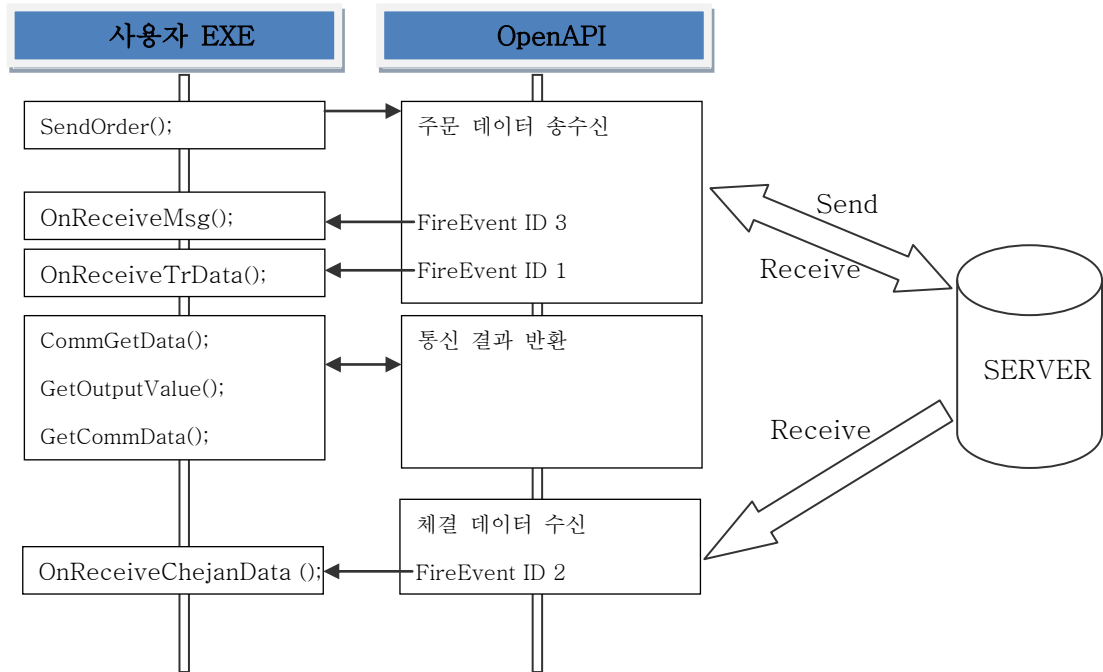 사용자 EXE
OpenAPI
SendOrder();
주문 데이터 송수신
OnReceiveMsg();
FireEvent ID 3
OnReceiveTrData();
FireEvent ID 1
Send
Receive
CommGetData();
GetOutputValue();
GetCommData();
통신 결과 반환
SERVER
Receive
체결 데이터 수신
OnReceiveChejanData ();
FireEvent ID 2